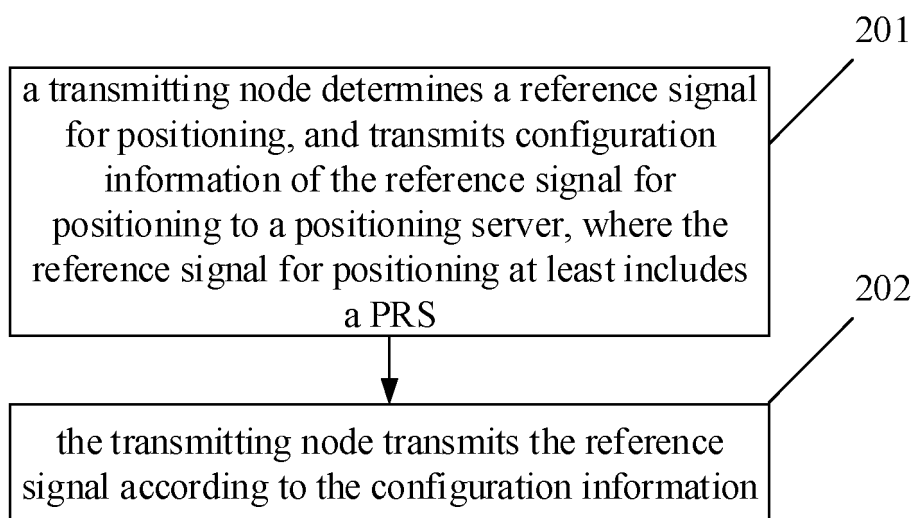 201
a transmitting node determines a reference signal
for positioning, and transmits configuration
information of the reference signal for
positioning to a positioning server, where the
reference signal for positioning at least includes
a PRS
202
the transmitting node transmits the reference
signal according to the configuration information